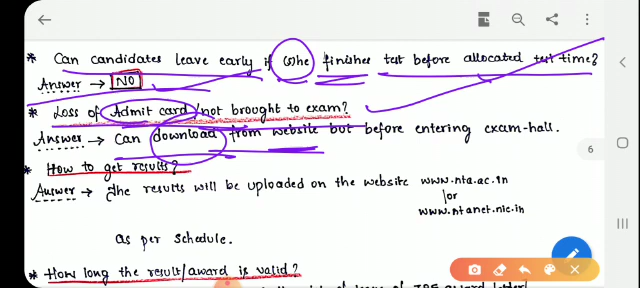 * Can candidates leave early if (s)he finishes test before allocated test time?
Answer → NO
* Loss of Admit card / not brought to exam?
Answer → Can download from website but before entering exam-hall.
* How to get results?
Answer → The results will be uploaded on the website www.nta.ac.in
or
www.ntanet.nic.in
as per schedule.
* How long the result/award is valid?
6